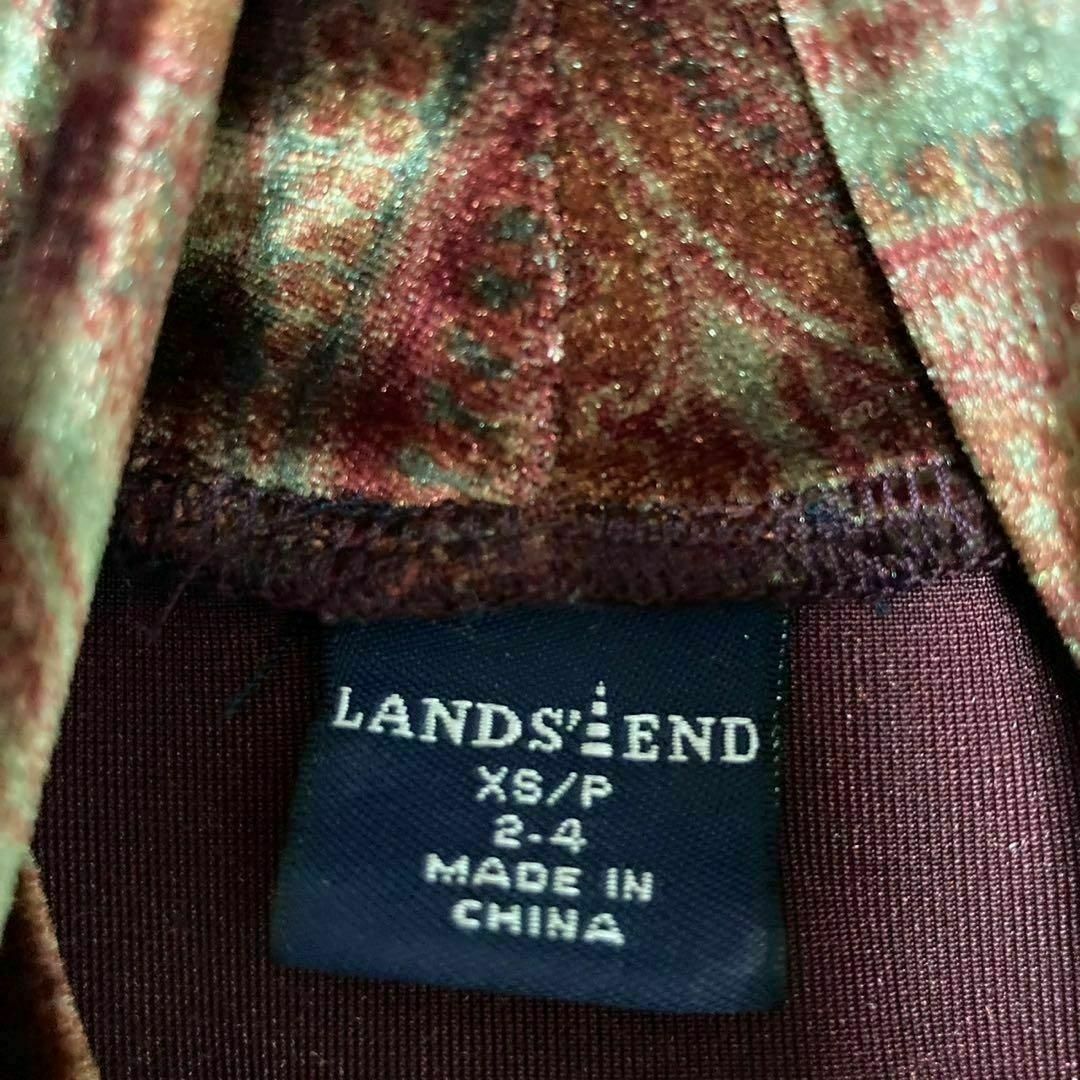 LANDS' END
XS/P
2-4
MADE IN
CHINA